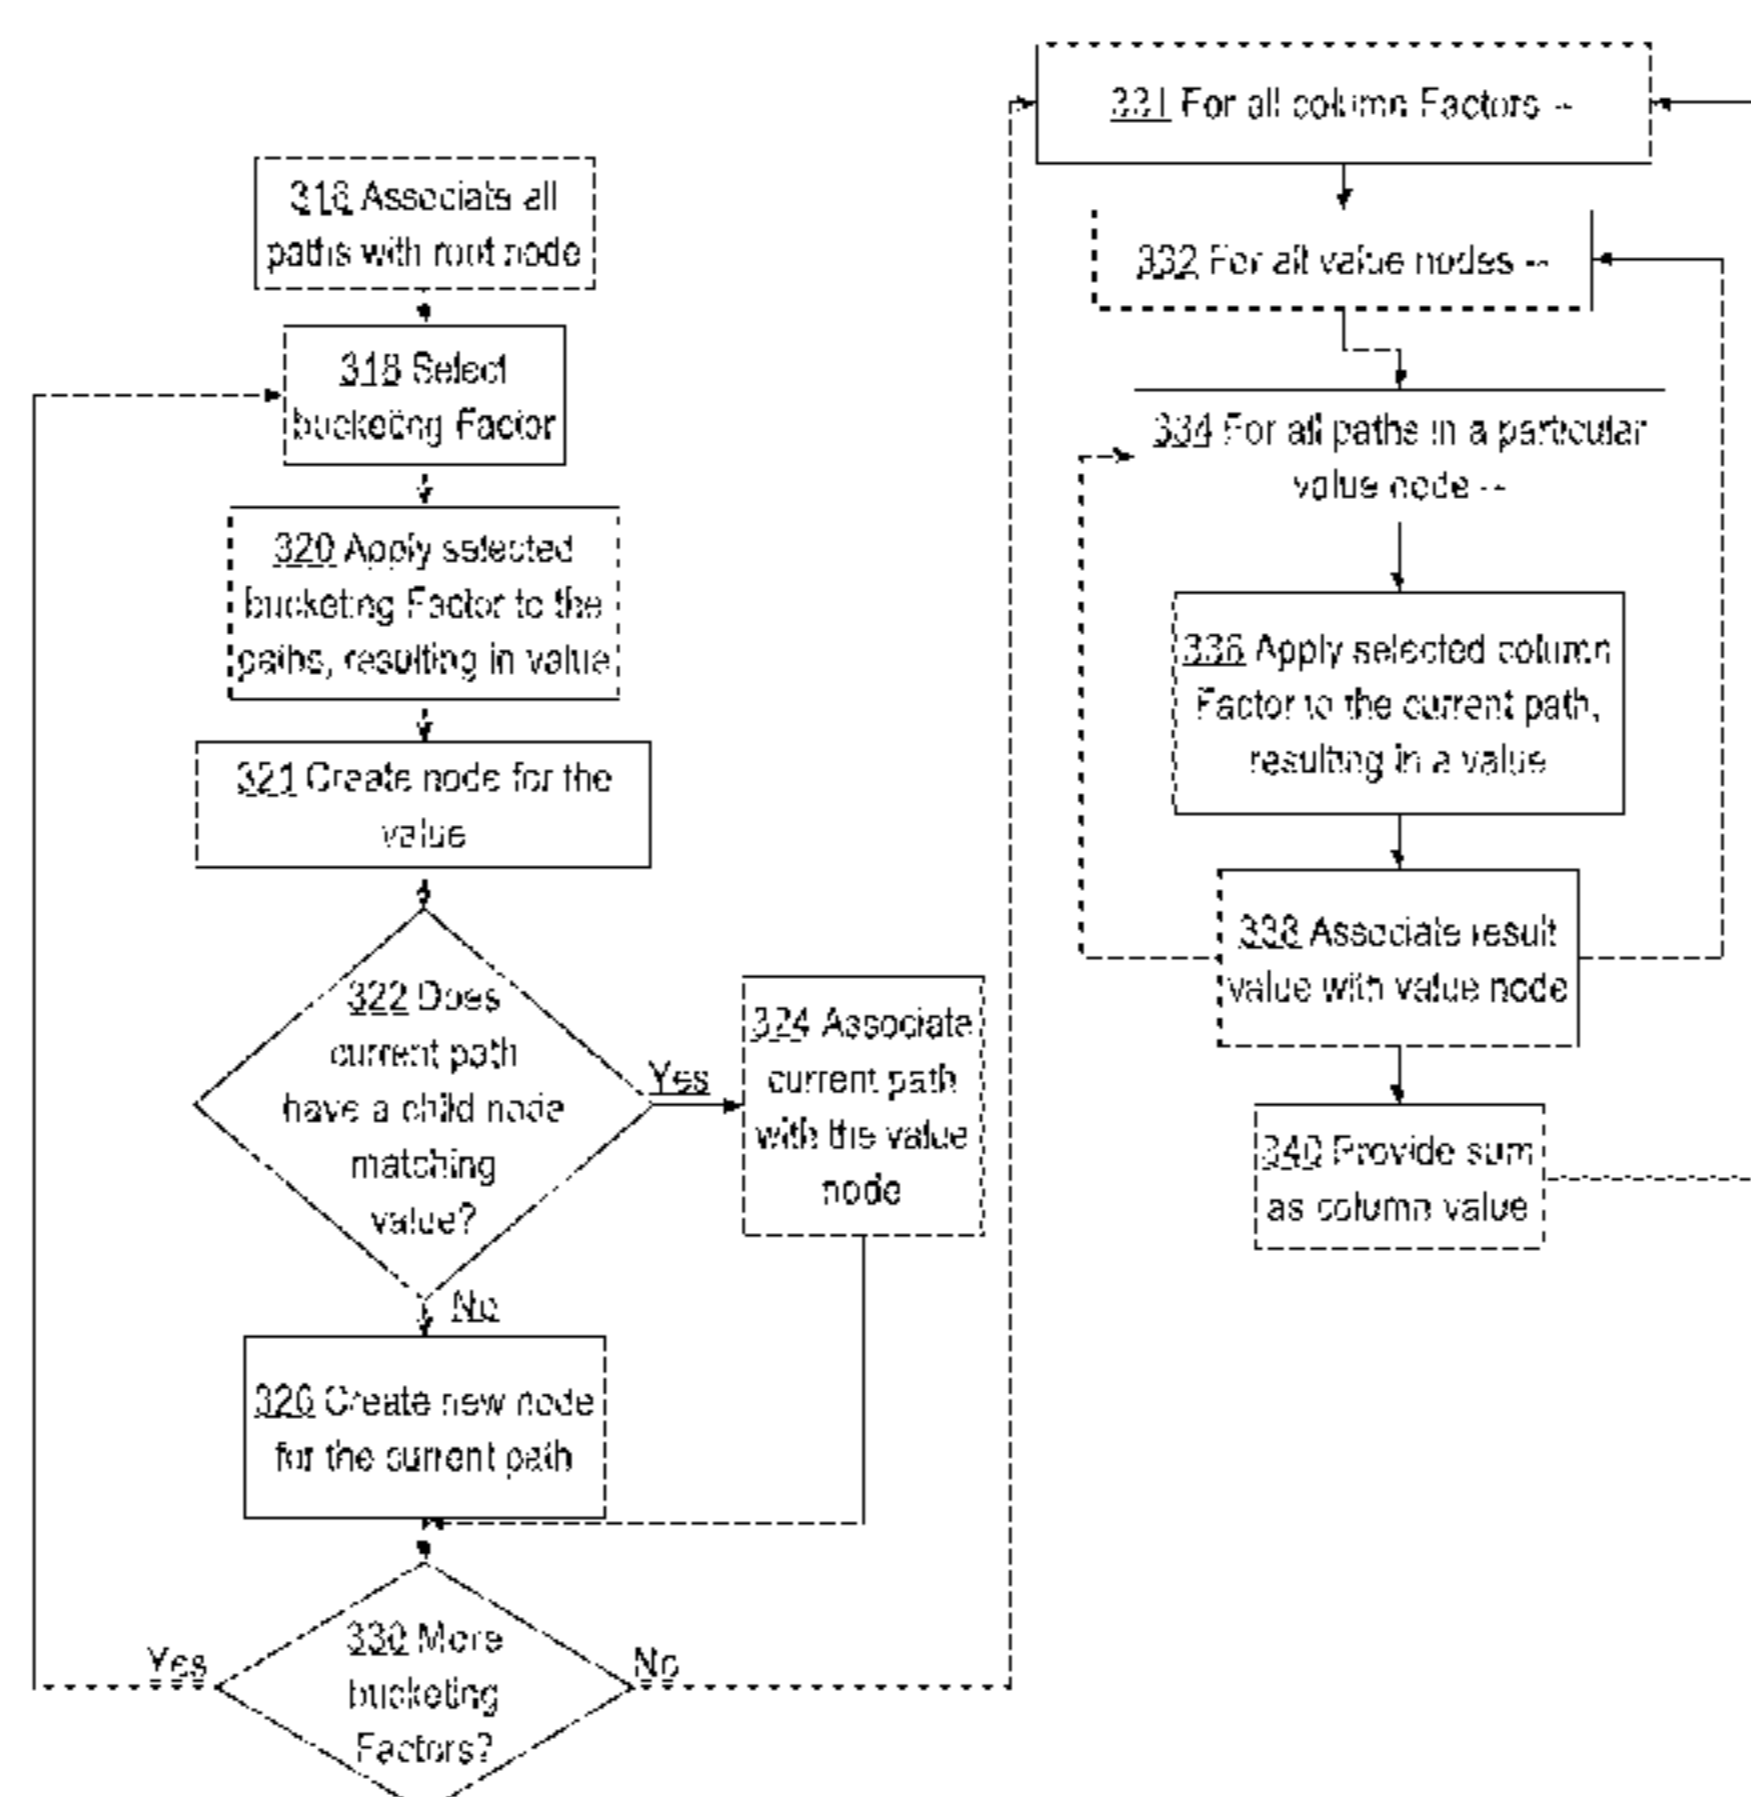 316 Associate all
paths with root node
318 Select
bucketing Factor
320 Apply selected
bucketing Factor to the
paths, resulting in value
321 Create node for the
value
322 Does
current path
have a child node
matching
value?
Yes
324 Associate
current path
with the value
node
No
326 Create new node
for the current path
330 More
bucketing
Factors?
Yes
No
331 For all column Factors --
332 For all value nodes --
334 For all paths in a particular
value node --
336 Apply selected column
Factor to the current path,
resulting in a value
338 Associate result
value with value node
340 Provide sum
as column value